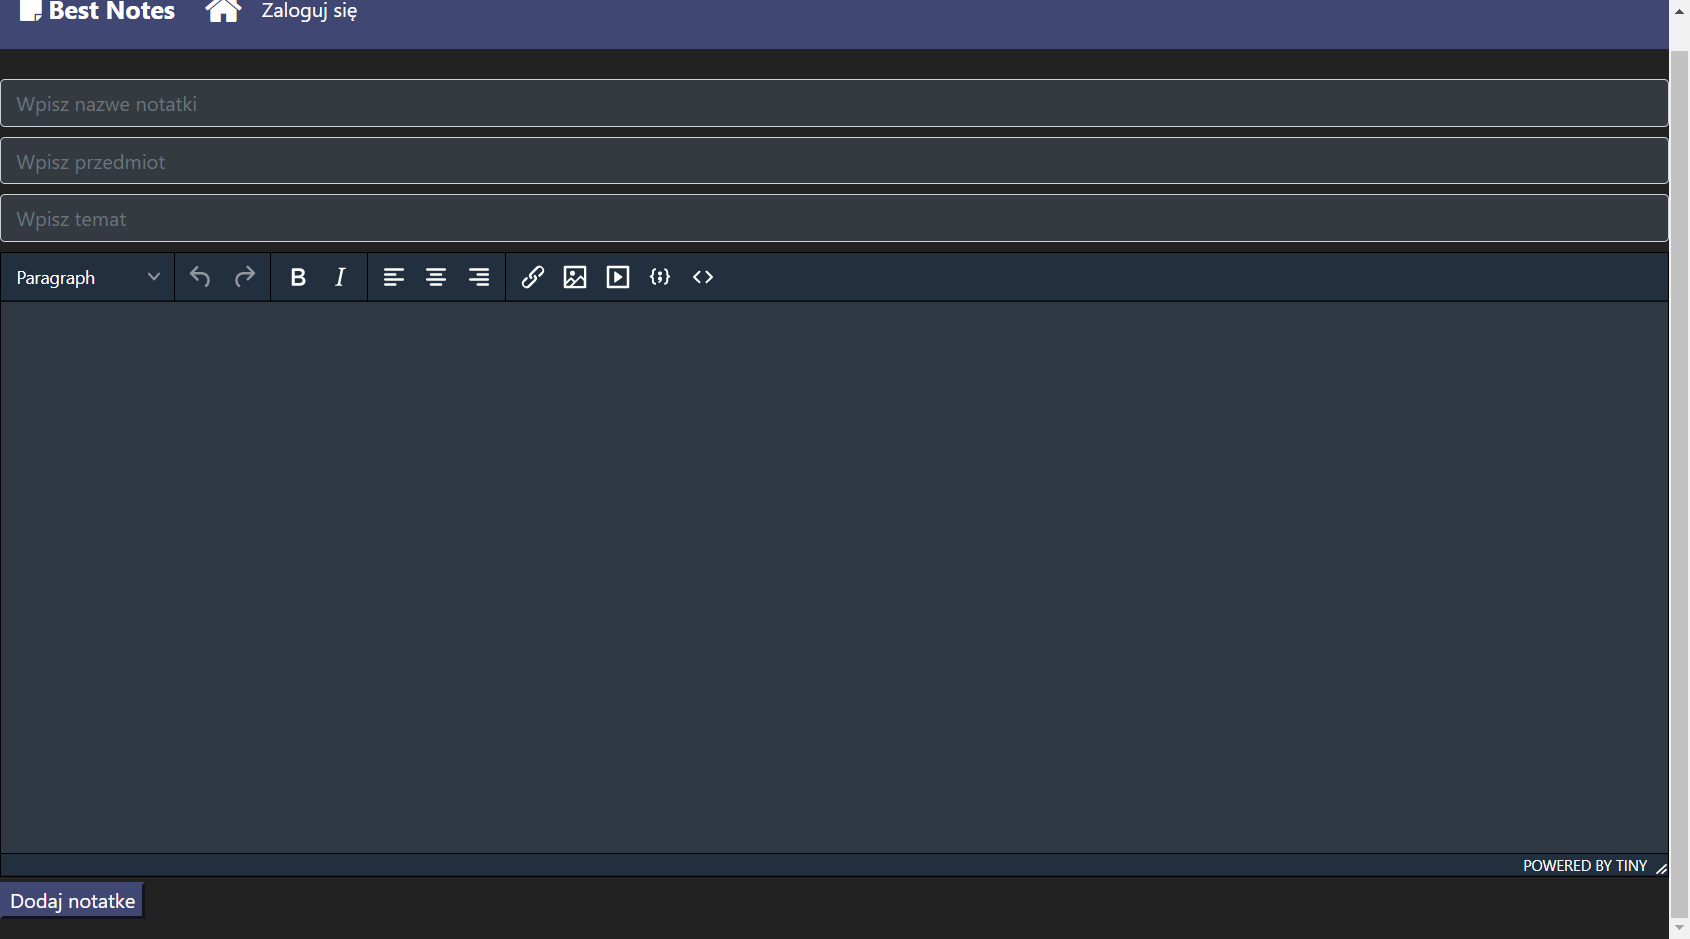 Best Notes Zaloguj się
Wpisz nazwe notatki
Wpisz przedmiot
Wpisz temat
Paragraph B I
POWERED BY TINY
Dodaj notatke